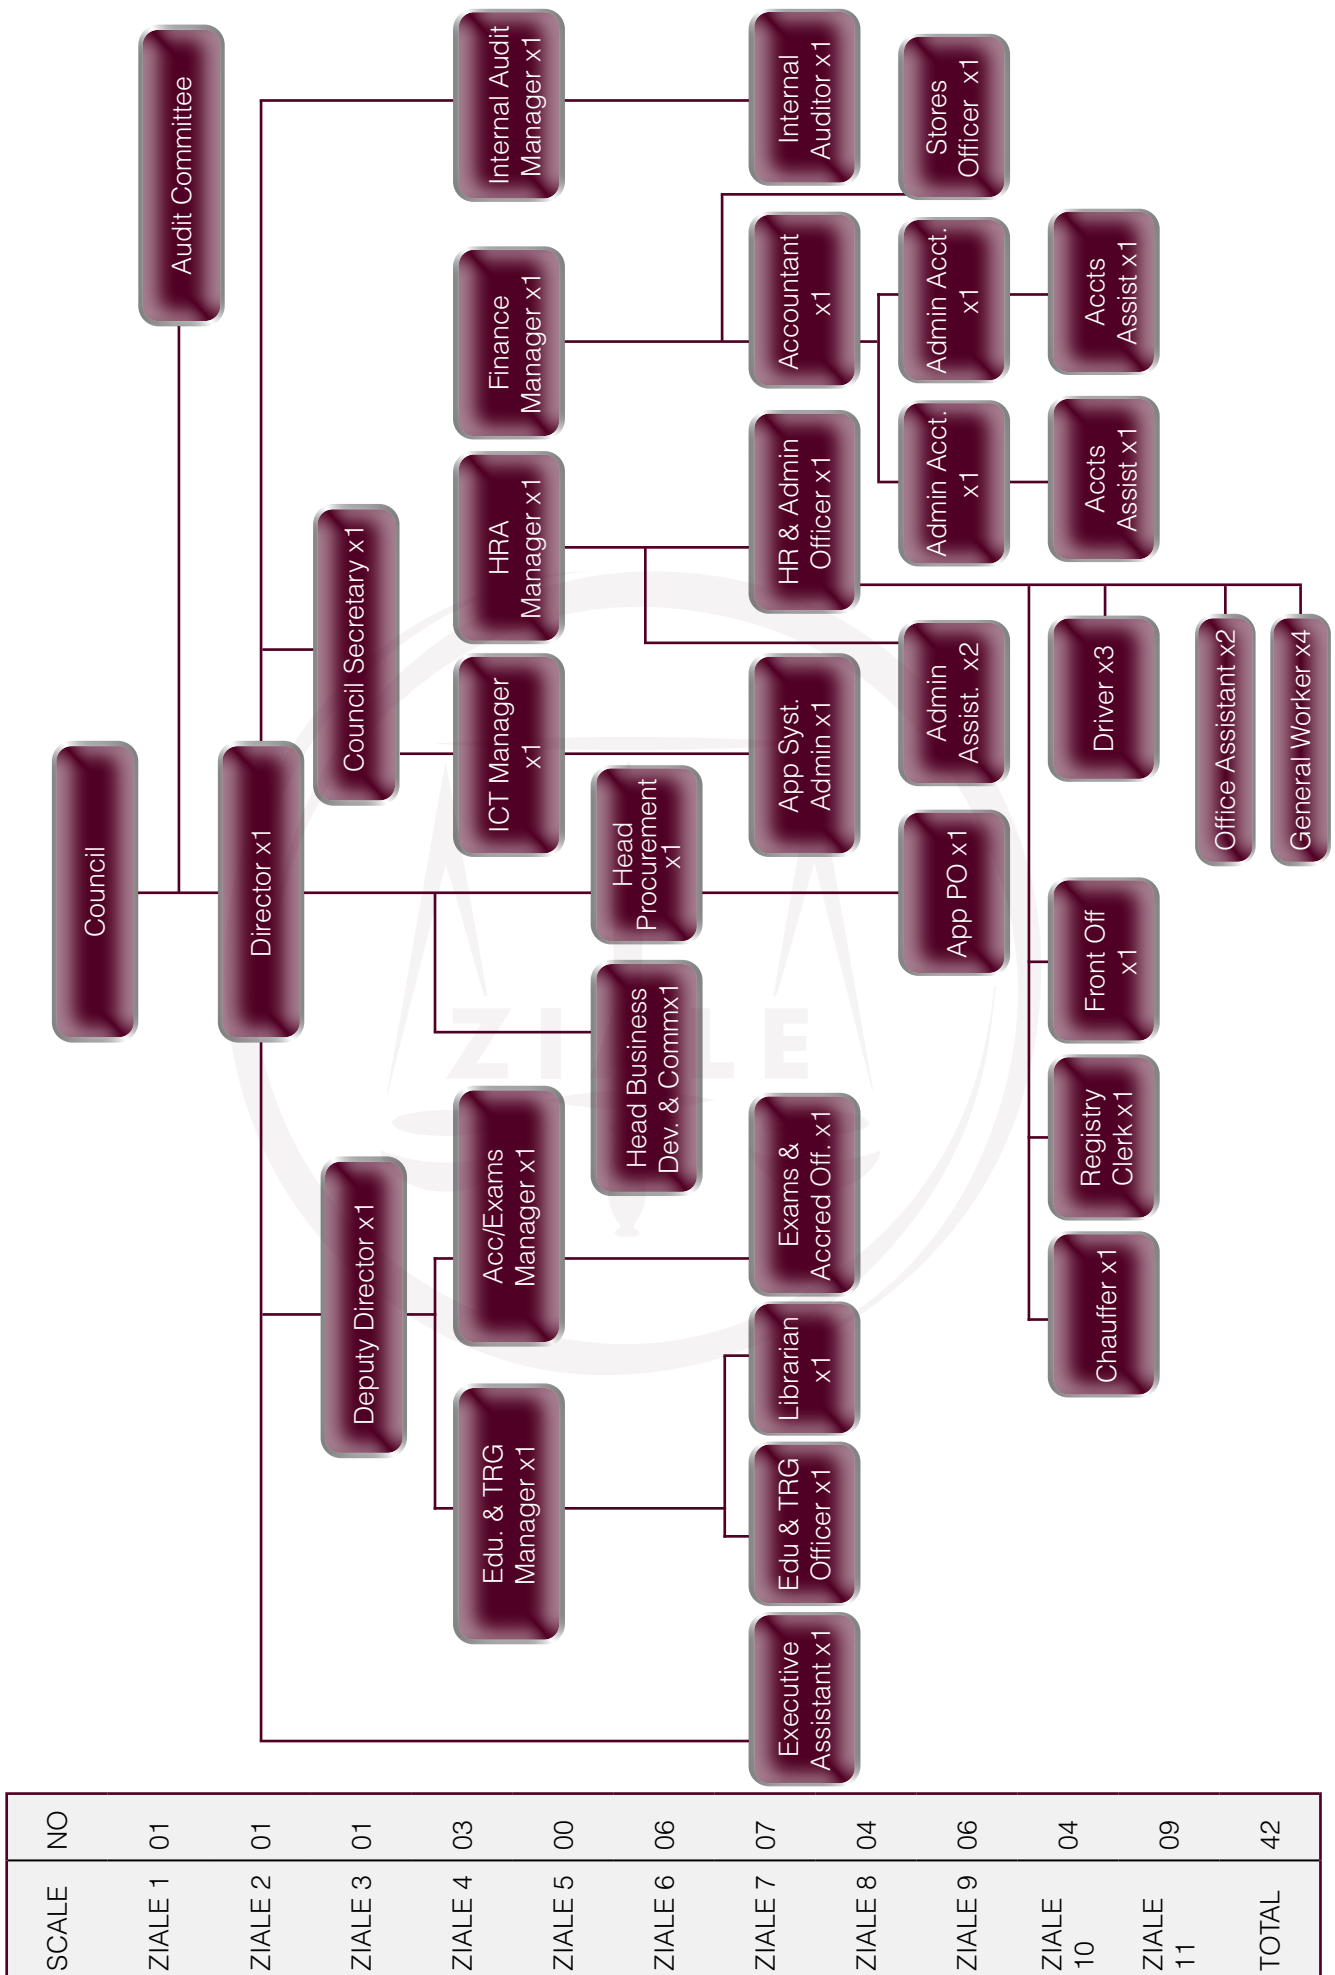 SCALE NO
ZIALE 1 01
ZIALE 2 01
ZIALE 3 01
ZIALE 4 03
ZIALE 5 00
ZIALE 6 06
ZIALE 7 07
ZIALE 8 04
ZIALE 9 06
ZIALE
10 04
ZIALE
11 09
TOTAL 42
Council
Audit Committee
Director x1
Deputy Director x1
Council Secretary x1
Edu. & TRG
Manager x1
Acc/Exams
Manager x1
ICT Manager
x1
HRA
Manager x1
Finance
Manager x1
Internal Audit
Manager x1
Head Business
Dev. & Commx1
Head
Procurement
x1
Executive
Assistant x1
Edu & TRG
Officer x1
Librarian
x1
Exams &
Accred Off. x1
App Syst.
Admin x1
HR & Admin
Officer x1
Accountant
x1
Internal
Auditor x1
App PO x1
Admin
Assist. x2
Admin Acct.
x1
Admin Acct.
x1
Stores
Officer x1
Chauffer x1
Registry
Clerk x1
Front Off
x1
Driver x3
Accts
Assist x1
Accts
Assist x1
Office Assistant x2
General Worker x4
ZIALE